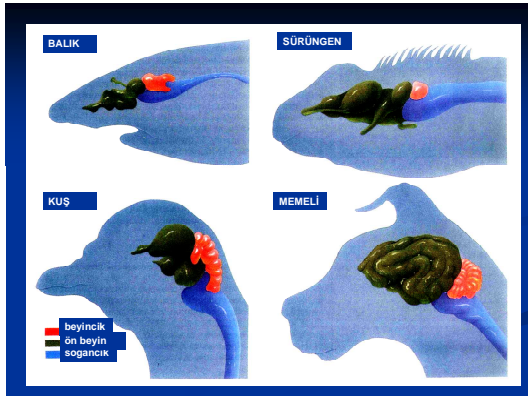 BALIK
SÜRÜNGEN
KUŞ
MEMELİ
beyincik
ön beyin
sogancık